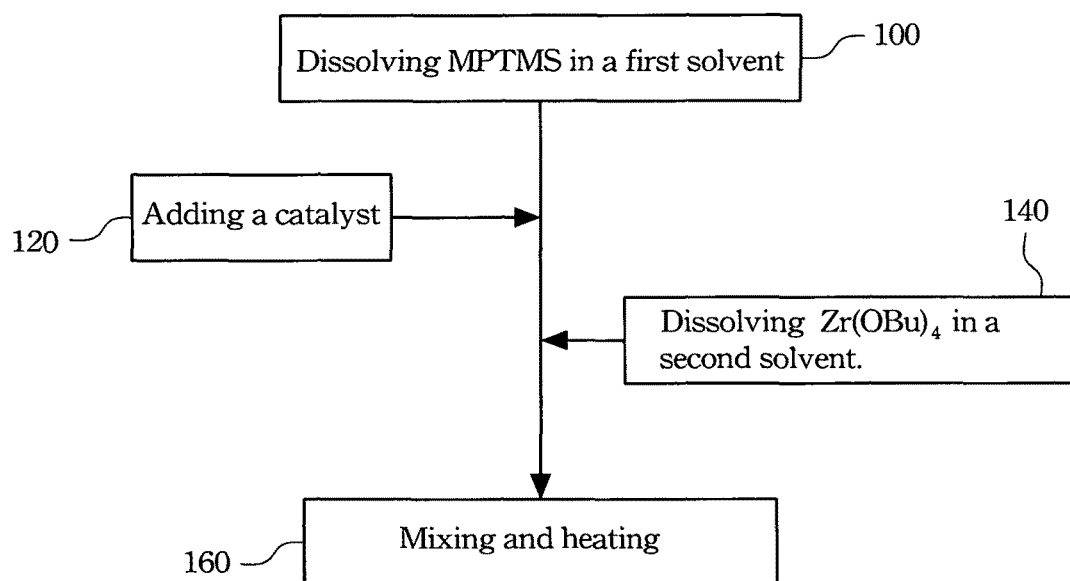 Dissolving MPTMS in a first solvent
100
Adding a catalyst
120
140
Dissolving Zr(OBu)₄ in a
second solvent.
Mixing and heating
160